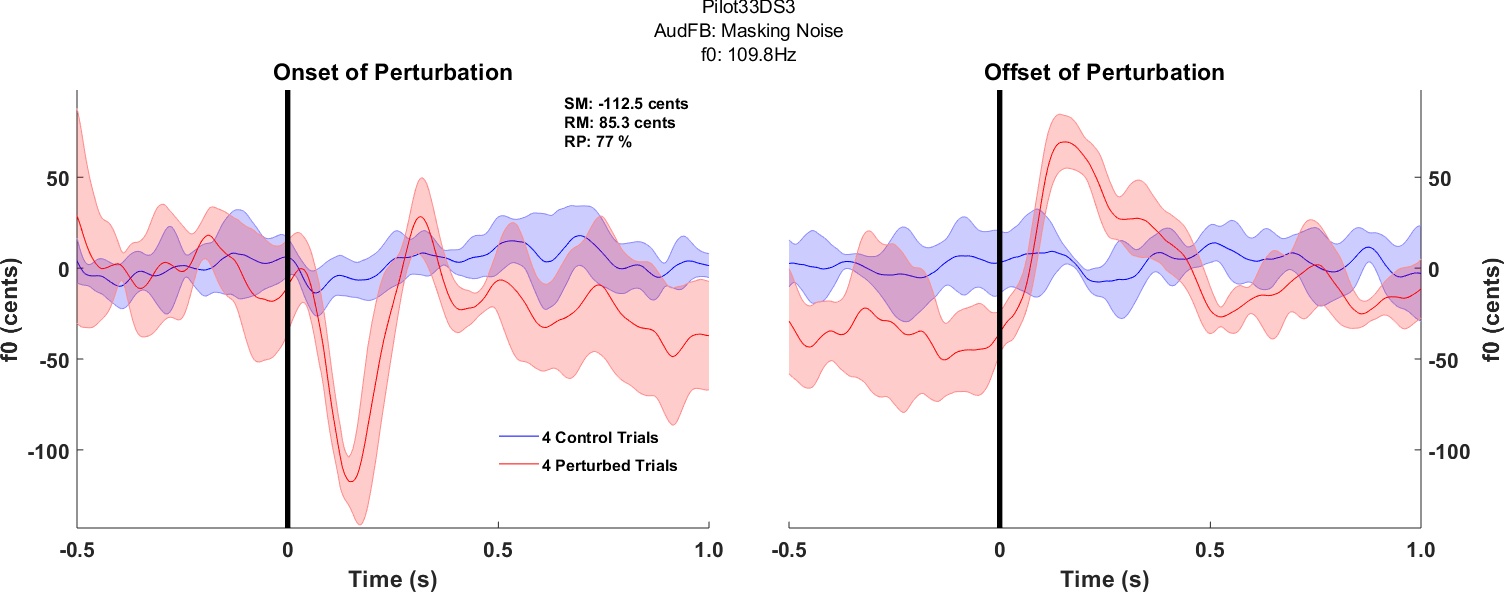 Pilot33DS3
AudFB: Masking Noise
f0: 109.8Hz
Onset of Perturbation
SM: -112.5 cents
RM: 85.3 cents
RP: 77 %
f0 (cents)
50
0
-50
-100
4 Control Trials
4 Perturbed Trials
-0.5
0
0.5
1.0
Time (s)
Offset of Perturbation
50
0
-50
-100
f0 (cents)
-0.5
0
0.5
1.0
Time (s)